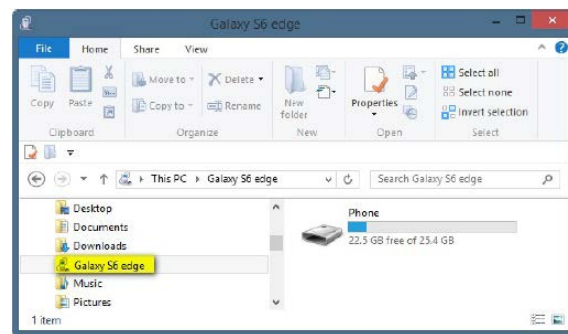 Galaxy S6 edge
File Home Share View
Copy
Paste
Move to
Copy to
Delete
Rename
New folder
Properties
Select all
Select none
Invert selection
Clipboard Organize New Open Select
This PC Galaxy S6 edge
Search Galaxy S6 edge
Desktop
Documents
Downloads
Galaxy S6 edge
Music
Pictures
Phone
22.5 GB free of 25.4 GB
1 item